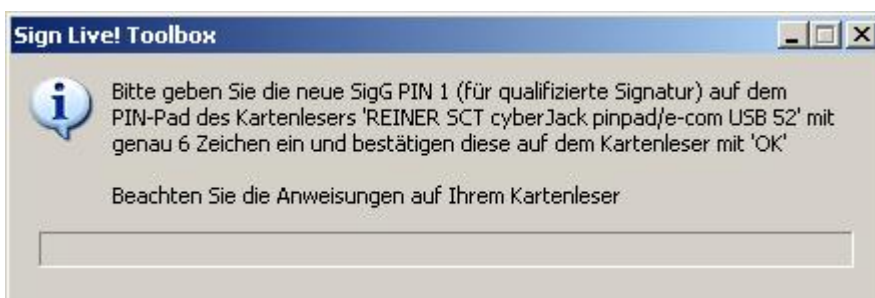 Sign Live! Toolbox
Bitte geben Sie die neue SigG PIN 1 (für qualifizierte Signatur) auf dem
PIN-Pad des Kartenlesers 'REINER SCT cyberJack pinpad/e-com USB 52' mit
genau 6 Zeichen ein und bestätigen diese auf dem Kartenleser mit 'OK'
Beachten Sie die Anweisungen auf Ihrem Kartenleser